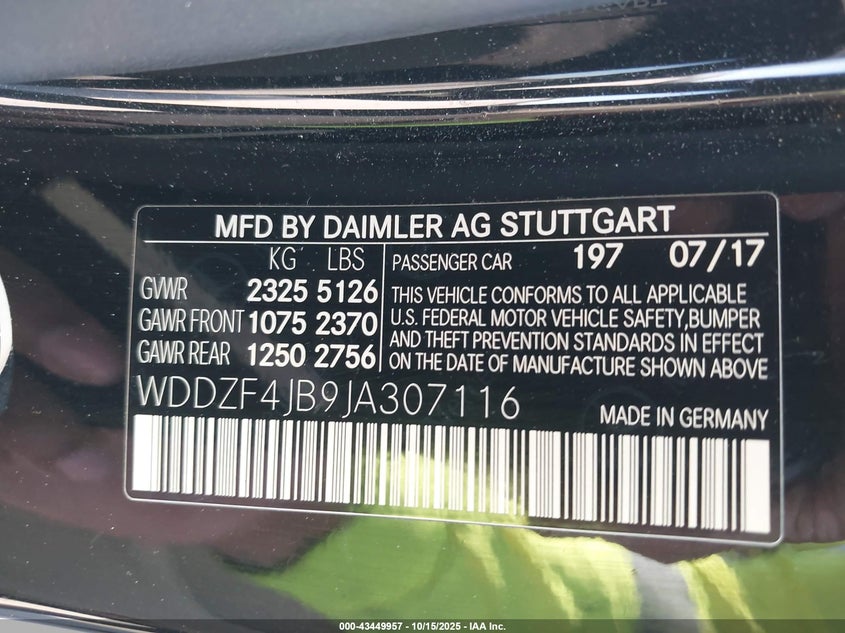 MFD BY DAIMLER AG STUTTGART
KG LBS
GVWR 2325 5126
GAWR FRONT 1075 2370
GAWR REAR 1250 2756
PASSENGER CAR 197 07/17
THIS VEHICLE CONFORMS TO ALL APPLICABLE
U.S. FEDERAL MOTOR VEHICLE SAFETY,BUMPER
AND THEFT PREVENTION STANDARDS IN EFFECT
ON THE DATE OF MANUFACTURE SHOWN ABOVE
WDDZF4JB9JA307116
MADE IN GERMANY
000-43449957 - 10/15/2025 - IAA Inc.